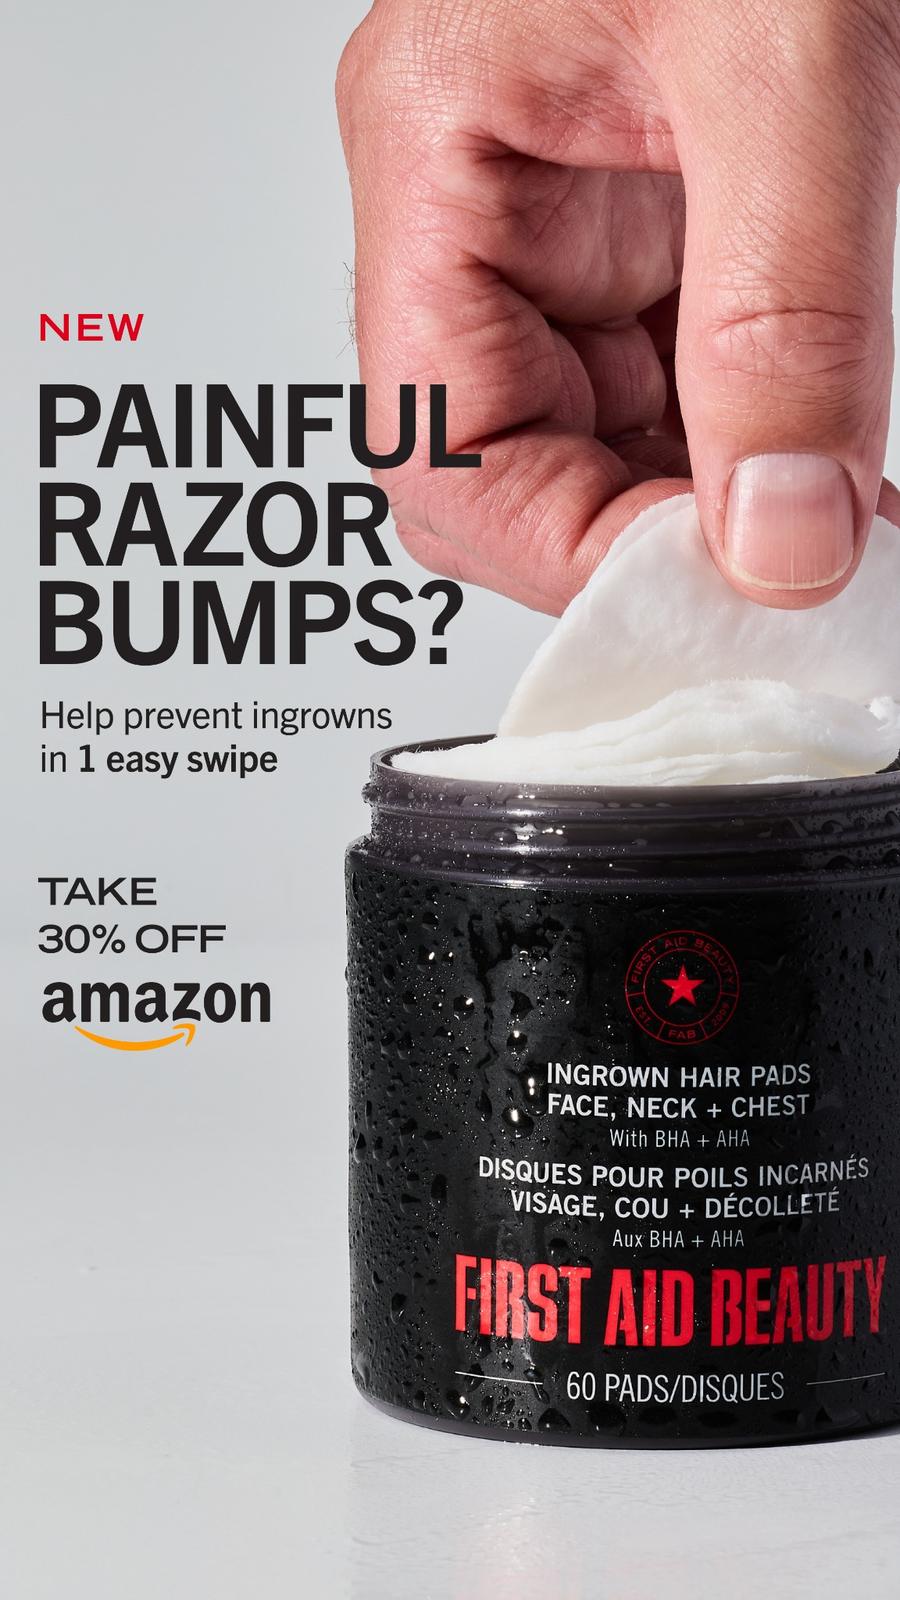 NEW
PAINFUL
RAZOR
BUMPS?
Help prevent ingrowns
in 1 easy swipe
TAKE
30% OFF
amazon
FIRST AID BEAUTY
EST. FAB 2009
INGROWN HAIR PADS
FACE, NECK + CHEST
With BHA + AHA
DISQUES POUR POILS INCARNÉS
VISAGE, COU + DÉCOLLETÉ
Aux BHA + AHA
FIRST AID BEAUTY
60 PADS/DISQUES